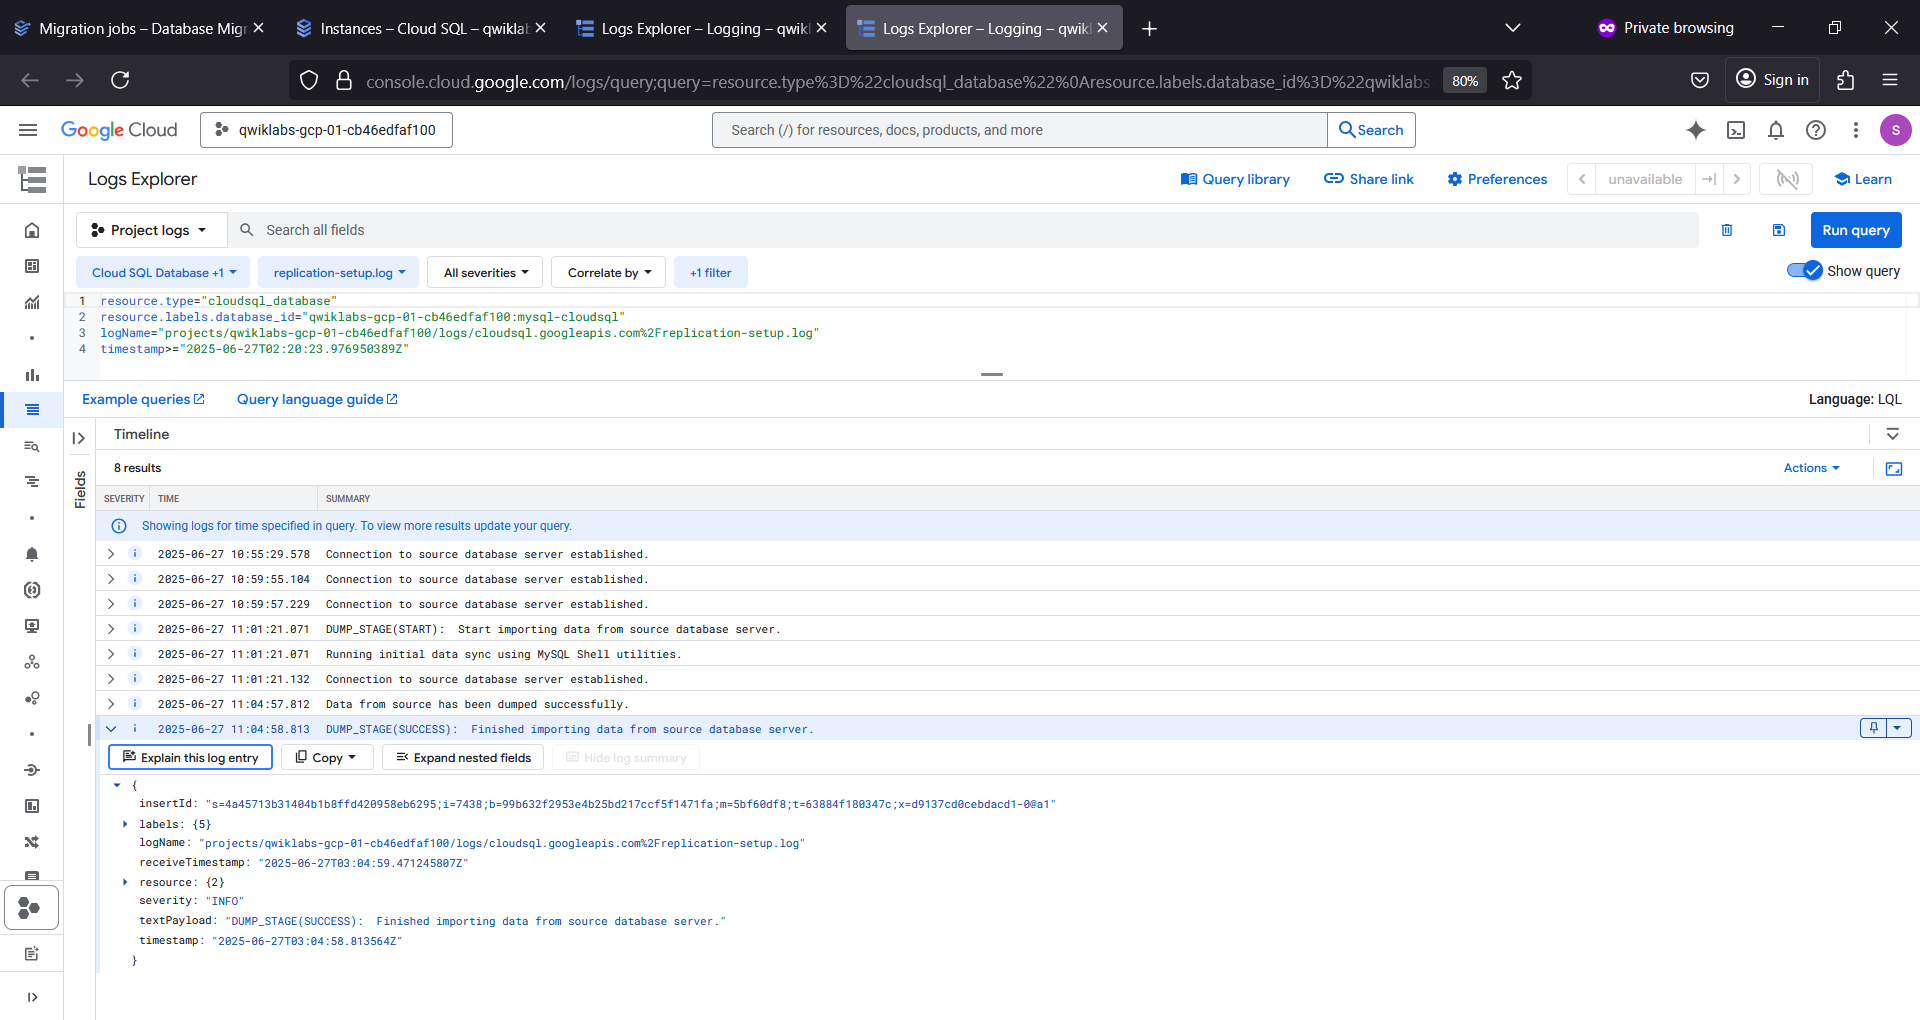 Migration jobs – Database Migr
Instances – Cloud SQL – qwiklab
Logs Explorer – Logging – qwikl
Logs Explorer – Logging – qwikl
Private browsing
console.cloud.google.com/logs/query;query=resource.type%3D%22cloudsql_database%22%0Aresource.labels.database_id%3D%22qwiklabs-
80%
Sign in
Google Cloud
qwiklabs-gcp-01-cb46edfaf100
Search (/) for resources, docs, products, and more
Search
S
Logs Explorer
Query library
Share link
Preferences
unavailable
Learn
Project logs
Search all fields
Run query
Cloud SQL Database +1
replication-setup.log
All severities
Correlate by
+1 filter
Show query
1 resource.type="cloudsql_database"
2 resource.labels.database_id="qwiklabs-gcp-01-cb46edfaf100:mysql-cloudsql"
3 logName="projects/qwiklabs-gcp-01-cb46edfaf100/logs/cloudsql.googleapis.com%2Freplication-setup.log"
4 timestamp>="2025-06-27T02:20:23.976950389Z"
Example queries
Query language guide
Language: LQL
Timeline
Fields
8 results
Actions
SEVERITY TIME SUMMARY
Showing logs for time specified in query. To view more results update your query.
2025-06-27 10:55:29.578 Connection to source database server established.
2025-06-27 10:59:55.104 Connection to source database server established.
2025-06-27 10:59:57.229 Connection to source database server established.
2025-06-27 11:01:21.071 DUMP_STAGE(START): Start importing data from source database server.
2025-06-27 11:01:21.071 Running initial data sync using MySQL Shell utilities.
2025-06-27 11:01:21.132 Connection to source database server established.
2025-06-27 11:04:57.812 Data from source has been dumped successfully.
2025-06-27 11:04:58.813 DUMP_STAGE(SUCCESS): Finished importing data from source database server.
Explain this log entry
Copy
Expand nested fields
Hide log summary
{
insertId: "s=4a45713b31404b1b8ffd420958eb6295;i=7438;b=99b632f2953e4b25bd217ccf5f1471fa;m=5bf60df8;t=63884f180347c;x=d9137cd0cebdacd1-0@a1"
labels: {5}
logName: "projects/qwiklabs-gcp-01-cb46edfaf100/logs/cloudsql.googleapis.com%2Freplication-setup.log"
receiveTimestamp: "2025-06-27T03:04:59.471245807Z"
resource: {2}
severity: "INFO"
textPayload: "DUMP_STAGE(SUCCESS): Finished importing data from source database server."
timestamp: "2025-06-27T03:04:58.813564Z"
}